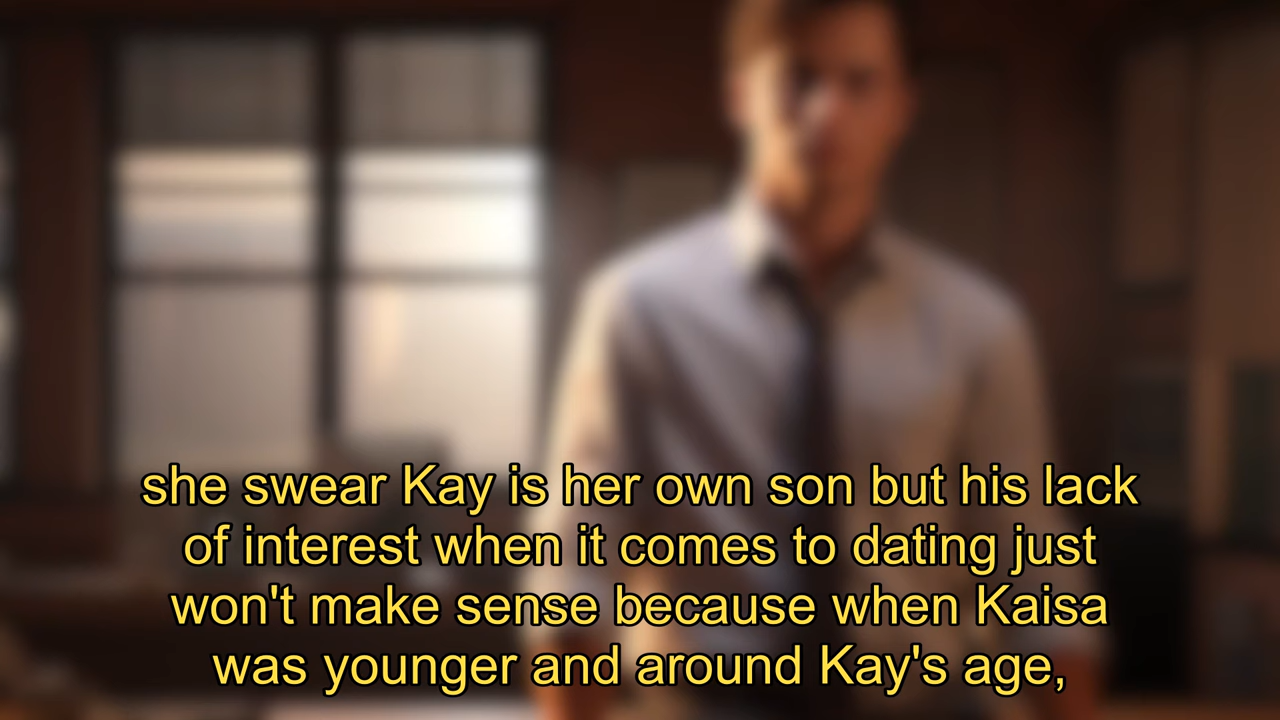 she swear Kay is her own son but his lack
of interest when it comes to dating just
won't make sense because when Kaisa
was younger and around Kay's age,